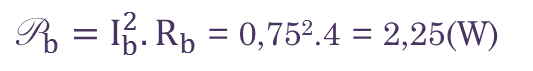 𝒫b = I²b. Rb = 0,75².4 = 2,25(W)